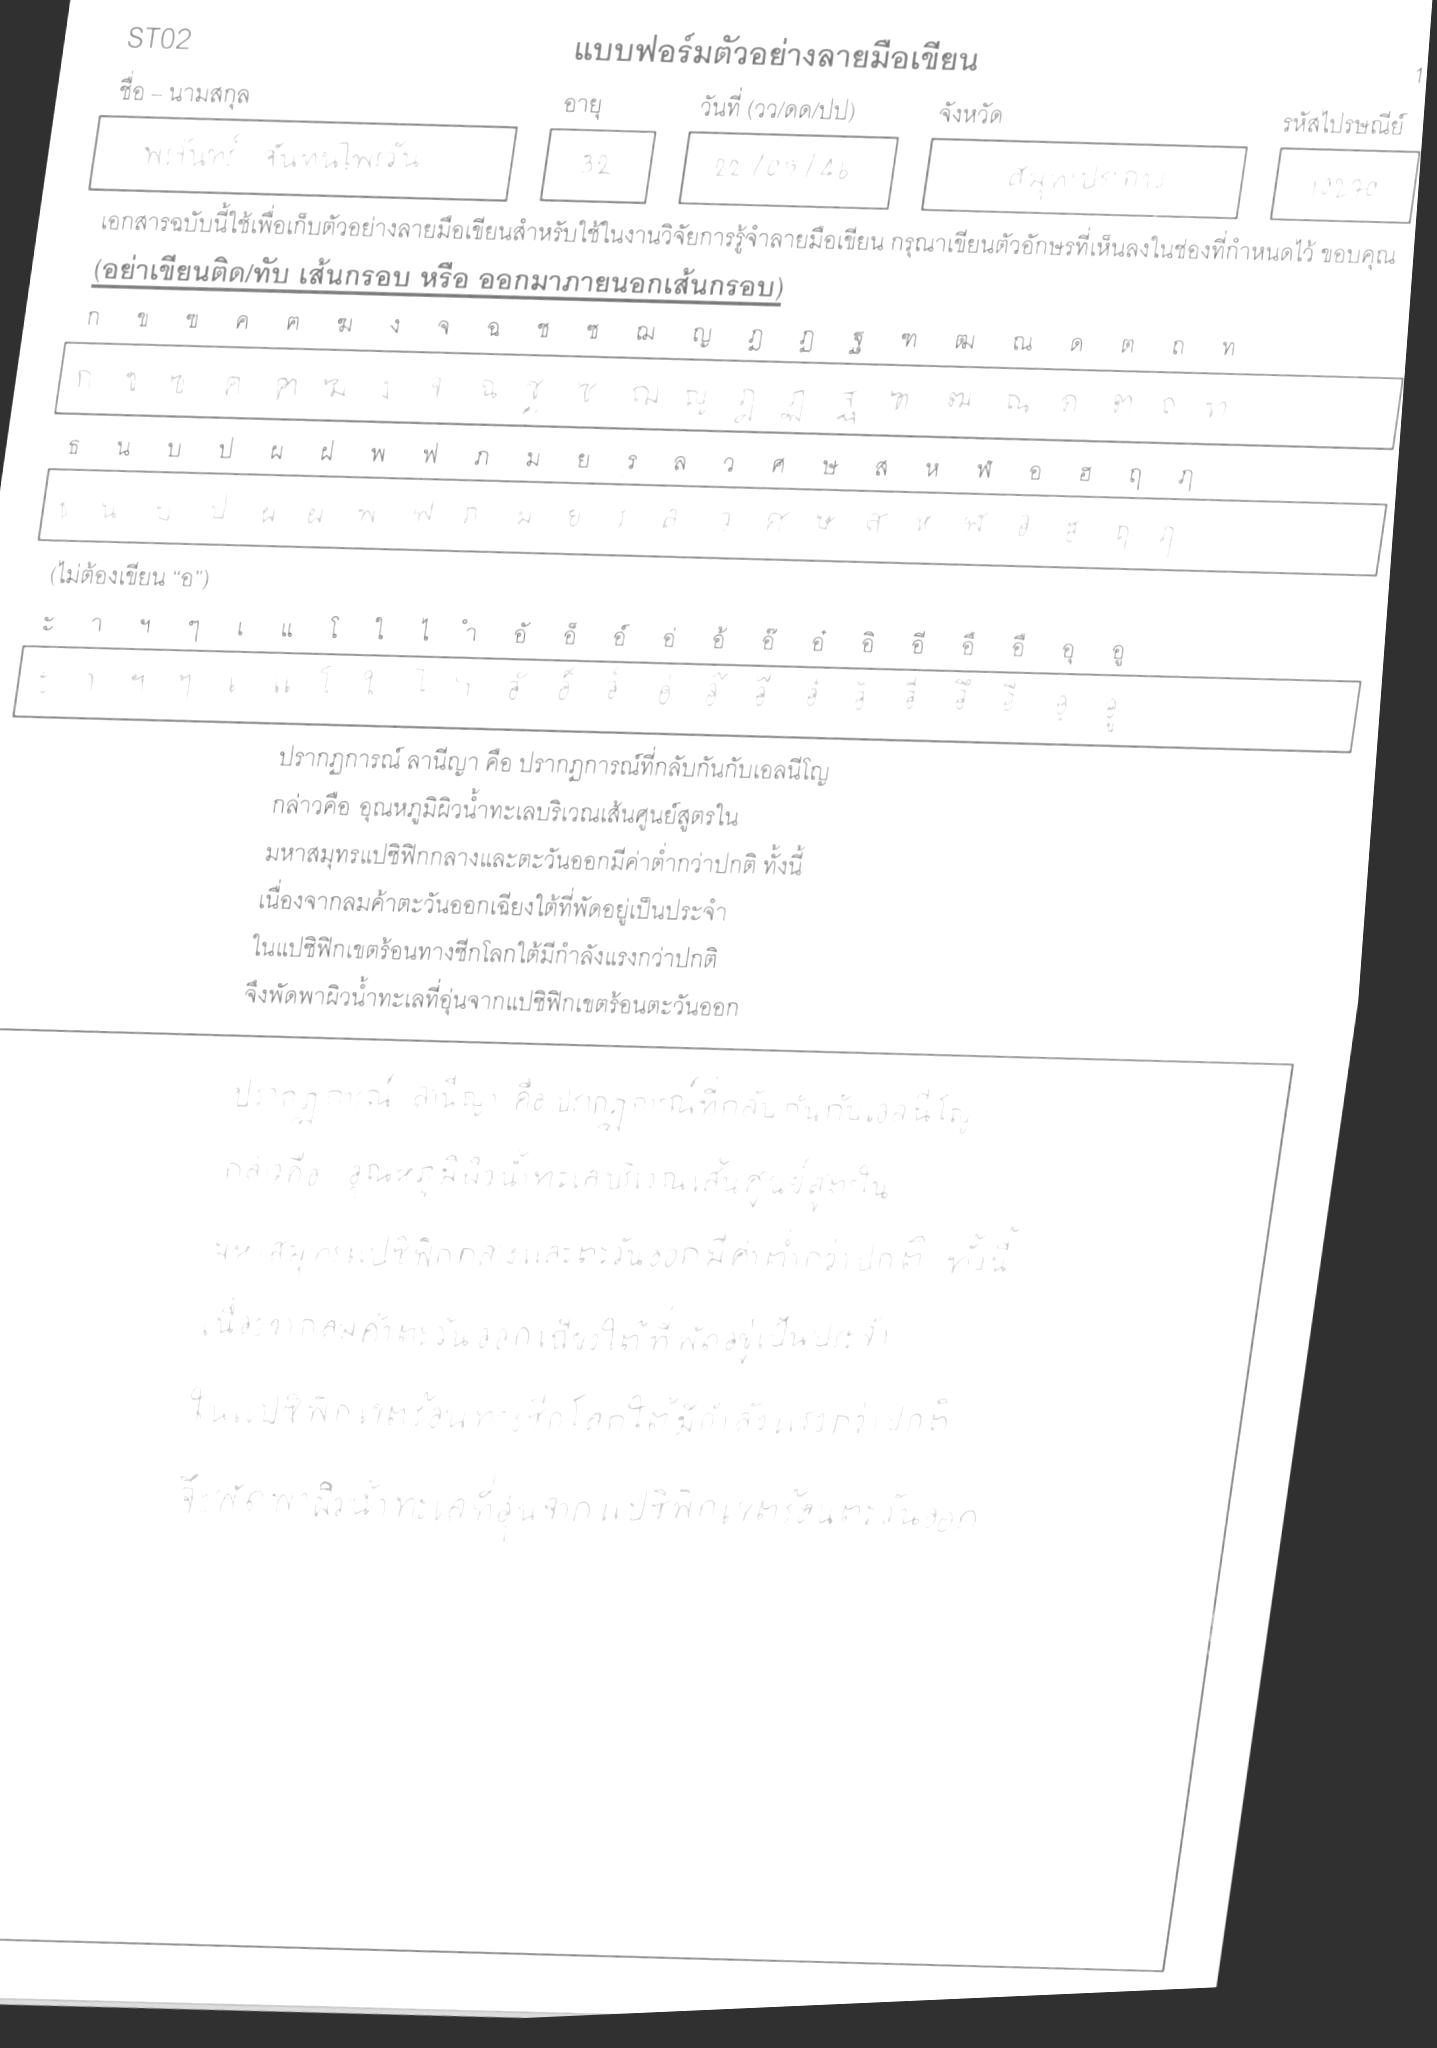 ST02
แบบฟอร์มตัวอย่างลายมือเขียน
1
ชื่อ – นามสกุล อายุ วันที่ (วว/ดด/ปป) จังหวัด รหัสไปรษณีย์
พรจันทร์ จันทนไพรวัน 32 22/09/46 สมุทรปราการ 10270
เอกสารฉบับนี้ใช้เพื่อเก็บตัวอย่างลายมือเขียนสำหรับใช้ในงานวิจัยการรู้จำลายมือเขียน กรุณาเขียนตัวอักษรที่เห็นลงในช่องที่กำหนดไว้ ขอบคุณ
(อย่าเขียนติด/ทับ เส้นกรอบ หรือ ออกมาภายนอกเส้นกรอบ)
ก ข ฃ ค ฅ ฆ ง จ ฉ ช ซ ฌ ญ ฎ ฏ ฐ ฑ ฒ ณ ด ต ถ ท
ก ข ฃ ค ฅ ฆ ง จ ฉ ช ซ ฌ ญ ฎ ฏ ฐ ฑ ฒ ณ ด ต ถ ท
ธ น บ ป ผ ฝ พ ฟ ภ ม ย ร ล ว ศ ษ ส ห ฬ อ ฮ ฤ ฦ
ธ น บ ป ผ ฝ พ ฟ ภ ม ย ร ล ว ศ ษ ส ห ฬ อ ฮ ฤ ฦ
(ไม่ต้องเขียน "อ")
ะ า ฯ ๆ เ แ โ ใ ไ ำ อั อ็ อ์ อ่ อ้ อ๊ อ๋ อิ อี อึ อื อุ อู
ะ า ฯ ๆ เ แ โ ใ ไ ำ อั อ็ อ์ อ่ อ้ อ๊ อ๋ อิ อี อึ อื อุ อู
ปรากฏการณ์ ลานีญา คือ ปรากฏการณ์ที่กลับกันกับเอลนีโญ
กล่าวคือ อุณหภูมิผิวน้ำทะเลบริเวณเส้นศูนย์สูตรใน
มหาสมุทรแปซิฟิกกลางและตะวันออกมีค่าต่ำกว่าปกติ ทั้งนี้
เนื่องจากลมค้าตะวันออกเฉียงใต้ที่พัดอยู่เป็นประจำ
ในแปซิฟิกเขตร้อนทางซีกโลกใต้มีกำลังแรงกว่าปกติ
จึงพัดพาผิวน้ำทะเลที่อุ่นจากแปซิฟิกเขตร้อนตะวันออก
ปรากฏการณ์ ลานีญา คือ ปรากฏการณ์ที่กลับกันกับเอลนีโญ
กล่าวคือ อุณหภูมิผิวน้ำทะเลบริเวณเส้นศูนย์สูตรใน
มหาสมุทรแปซิฟิกกลางและตะวันออกมีค่าต่ำกว่าปกติ ทั้งนี้
เนื่องจากลมค้าตะวันออกเฉียงใต้ที่พัดอยู่เป็นประจำ
ในแปซิฟิกเขตร้อนทางซีกโลกใต้มีกำลังแรงกว่าปกติ
จึงพัดพาผิวน้ำทะเลที่อุ่นจากแปซิฟิกเขตร้อนตะวันออก